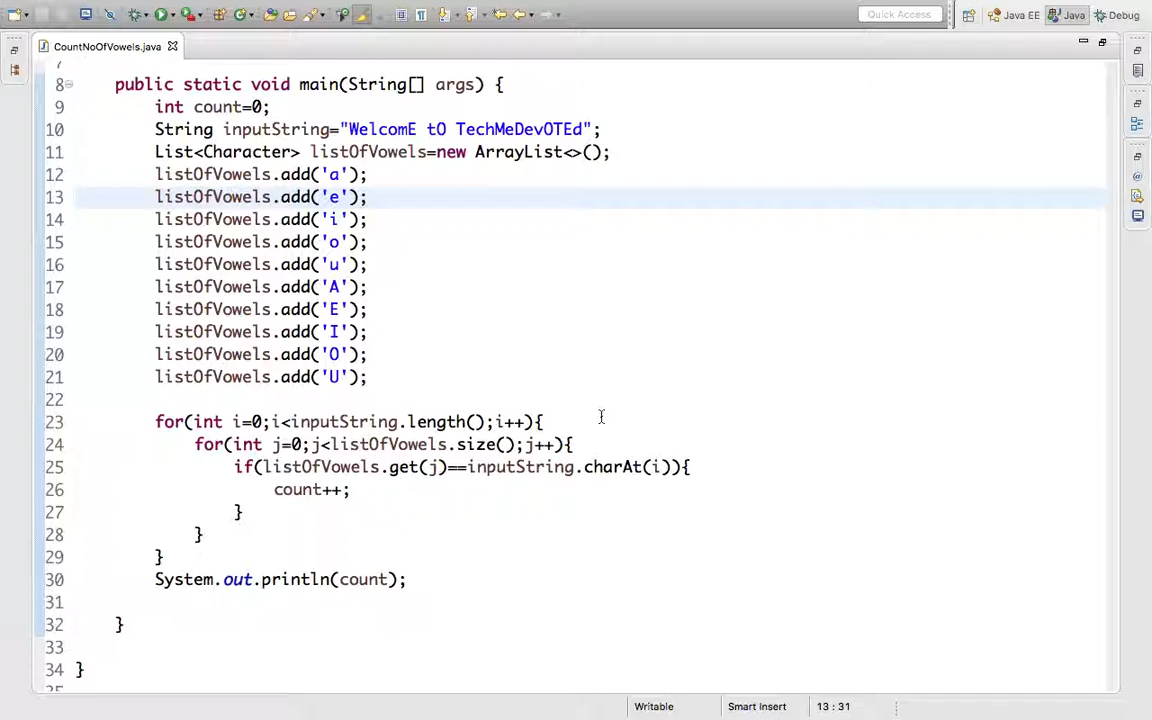 Quick Access
Java EE
Java
Debug
CountNoOfVowels.java
7
8 public static void main(String[] args) {
9 int count=0;
10 String inputString="WelcomE tO TechMeDevOTEd";
11 List<Character> listOfVowels=new ArrayList<>();
12 listOfVowels.add('a');
13 listOfVowels.add('e');
14 listOfVowels.add('i');
15 listOfVowels.add('o');
16 listOfVowels.add('u');
17 listOfVowels.add('A');
18 listOfVowels.add('E');
19 listOfVowels.add('I');
20 listOfVowels.add('O');
21 listOfVowels.add('U');
22
23 for(int i=0;i<inputString.length();i++){
24 for(int j=0;j<listOfVowels.size();j++){
25 if(listOfVowels.get(j)==inputString.charAt(i)){
26 count++;
27 }
28 }
29 }
30 System.out.println(count);
31
32 }
33
34 }
35
Writable
Smart Insert
13 : 31